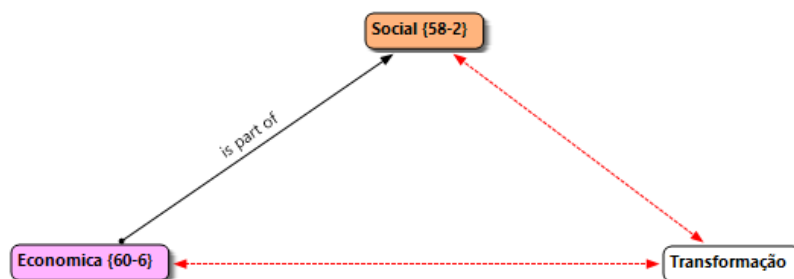 Social {58-2}
is part of
Economica {60-6}
Transformação